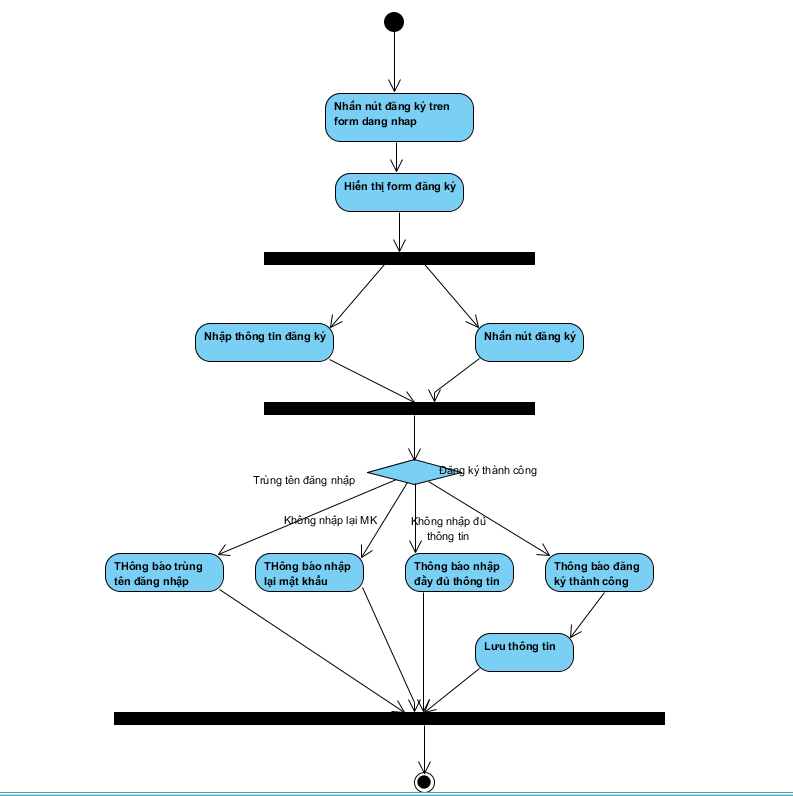 Nhấn nút đăng ký tren
form dang nhap
Hiển thị form đăng ký
Nhập thông tin đăng ký
Nhấn nút đăng ký
Đăng ký thành công
Trùng tên đăng nhập
Không nhập lại MK
Không nhập đủ
thông tin
THông báo trùng
tên đăng nhập
THông báo nhập
lại mật khẩu
Thông báo nhập
đầy đủ thông tin
Thông báo đăng
ký thành công
Lưu thông tin